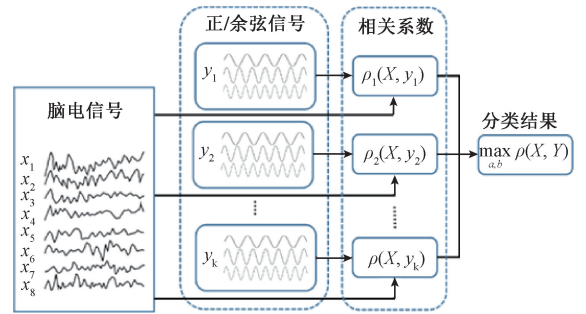 正/余弦信号
相关系数
y1
ρ1(X, y1)
脑电信号
分类结果
x1
x2
x3
x4
x5
x6
x7
x8
y2
ρ2(X, y2)
max ρ(X, Y)
a,b
yk
ρ(X, yk)